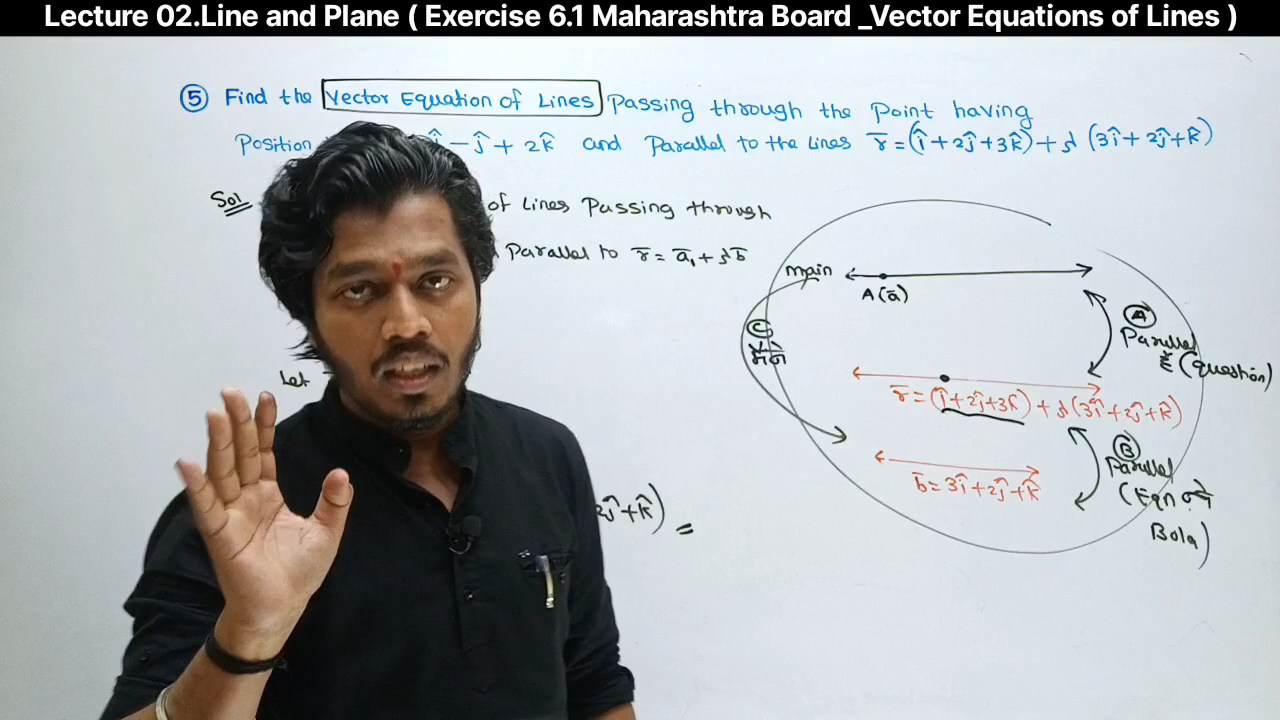 Lecture 02.Line and Plane ( Exercise 6.1 Maharashtra Board _Vector Equations of Lines )
⑤ Find the Vector Equation of Lines Passing through the Point having
Position î - ĵ + 2k̂ and Parallel to the Lines r̄ = (î + 2ĵ + 3k̂) + λ (3î + 2ĵ + k̂)
Sol of Lines Passing through
Parallel to r̄ = ā₁ + λb̄
main
A(ā)
Ⓐ
Parallel
है (question)
Ⓒ
मैंने
Let
r̄ = (î + 2ĵ + 3k̂) + λ(3î + 2ĵ + k̂)
Ⓑ
Parallel
(Eqn ने
Bola)
b̄ = 3î + 2ĵ + k̂
2ĵ + k̂) =